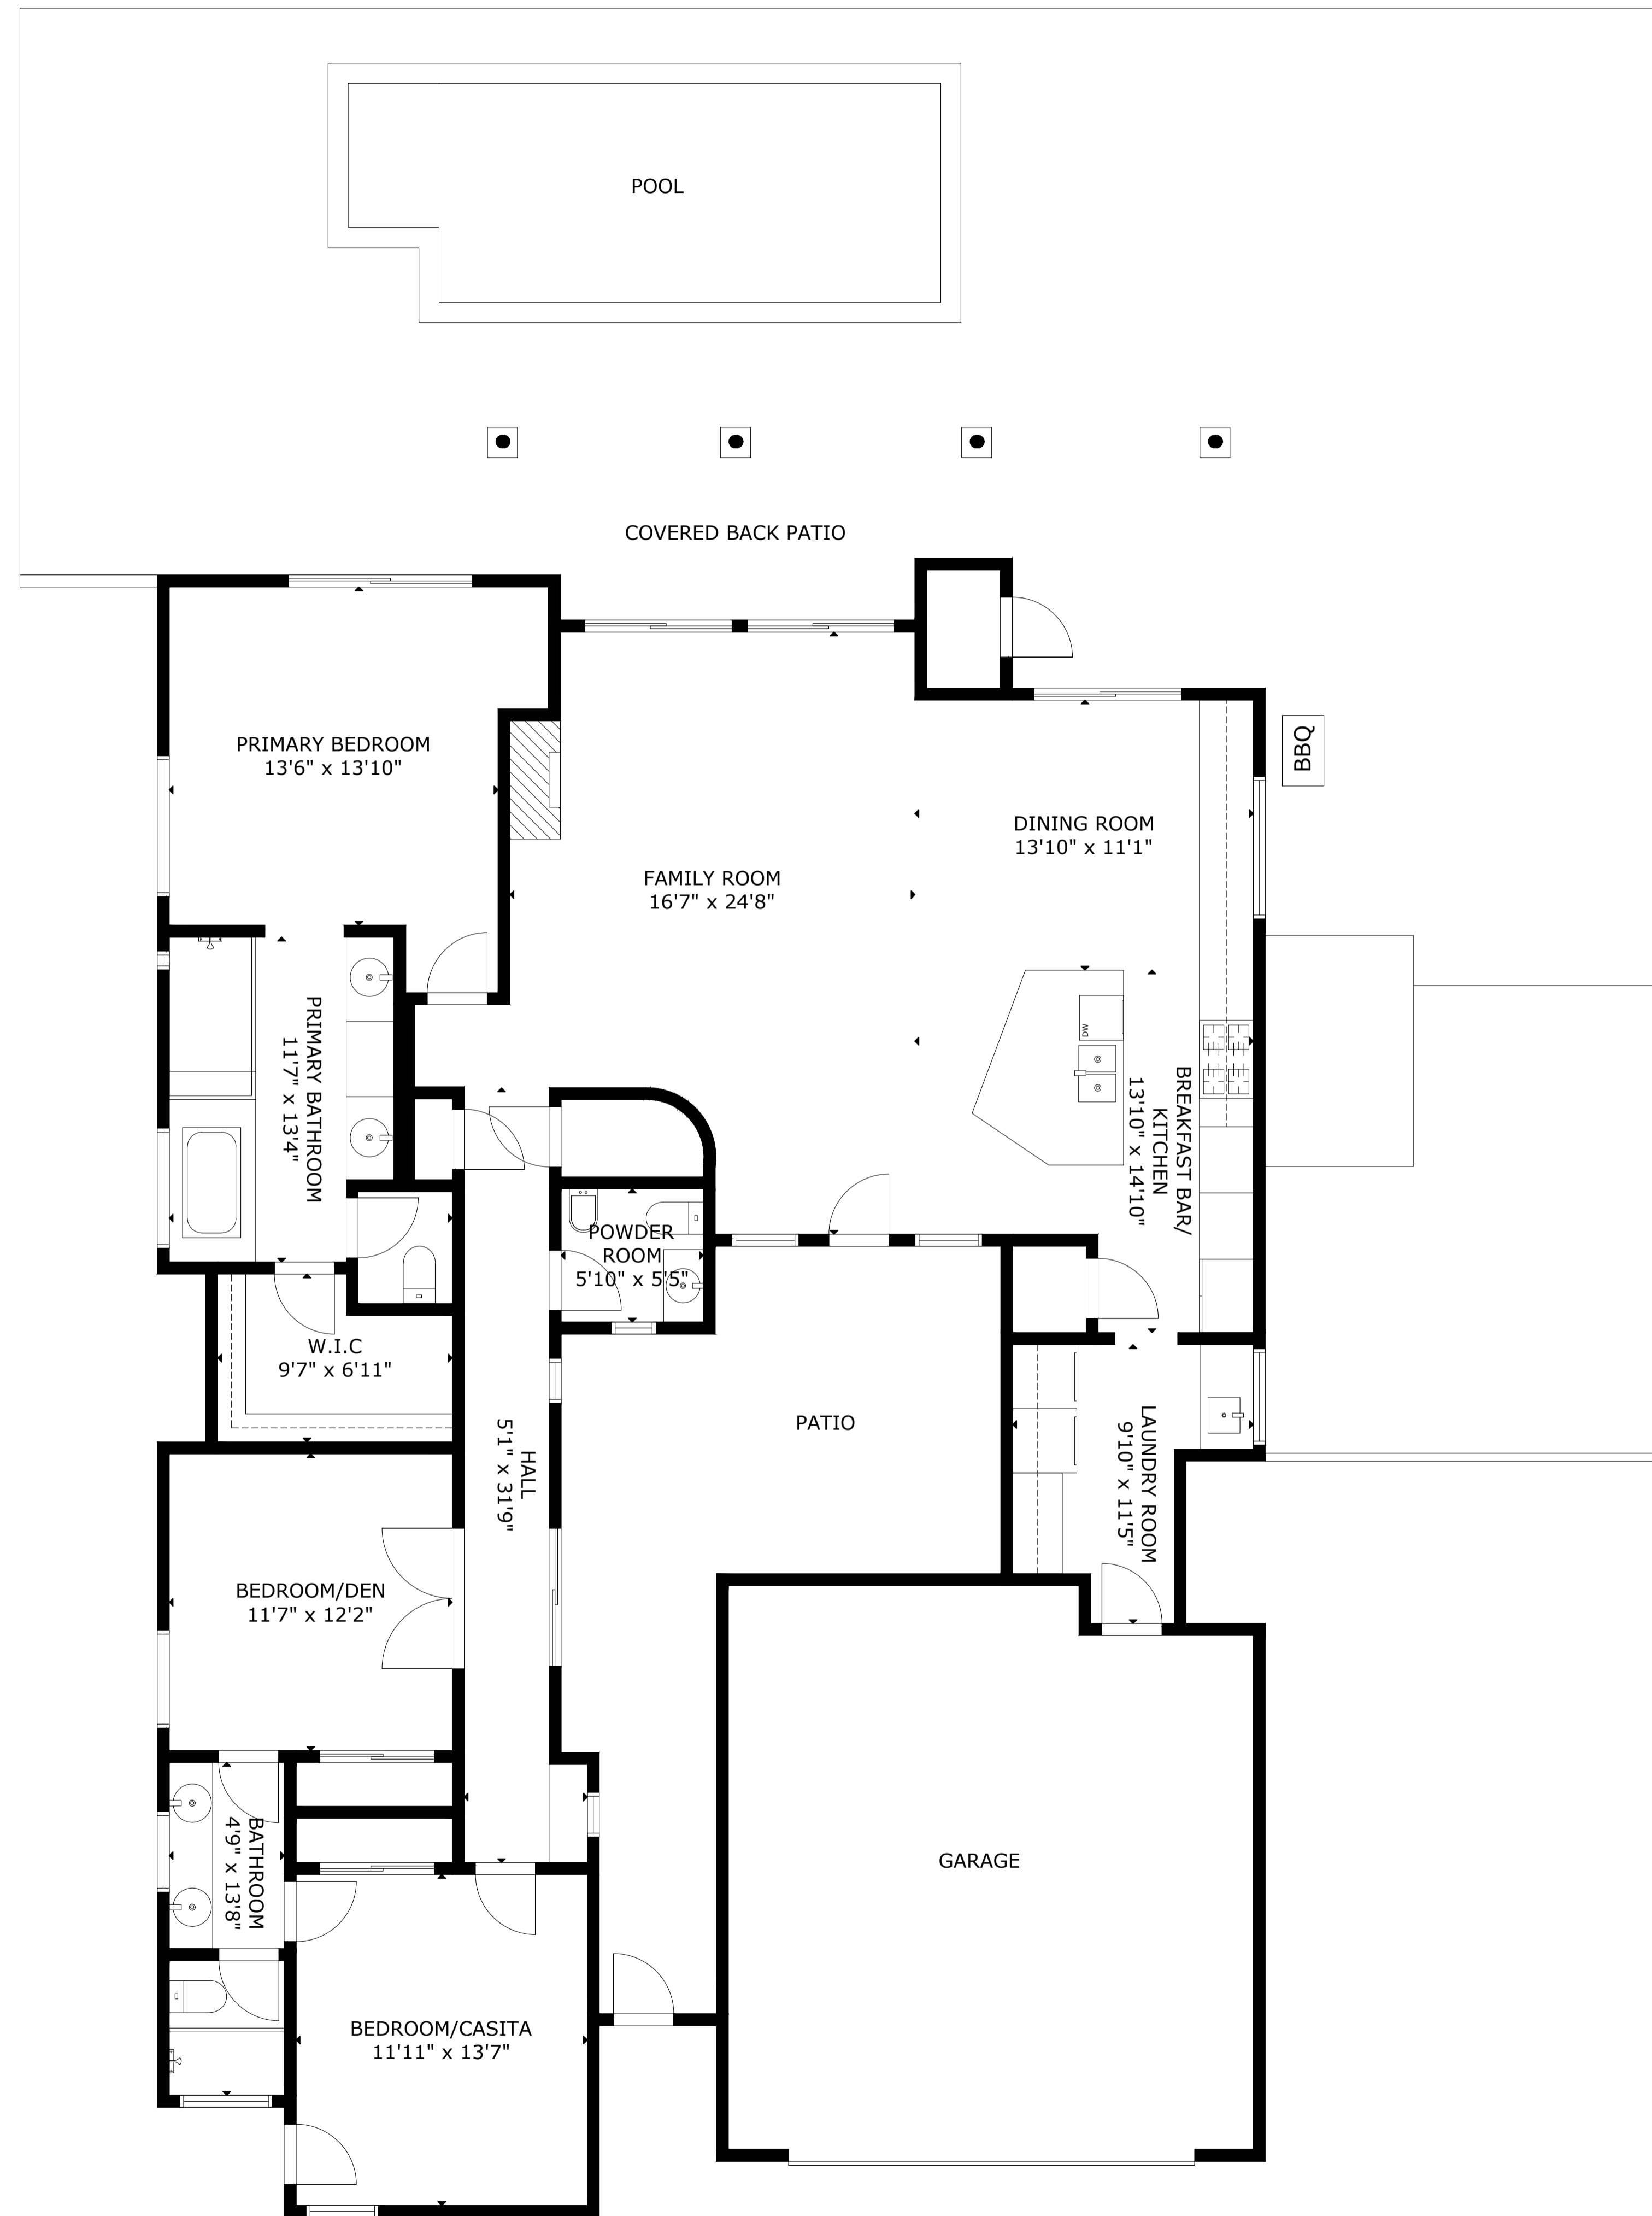 POOL
COVERED BACK PATIO
PRIMARY BEDROOM
13'6" x 13'10"
BBQ
DINING ROOM
13'10" x 11'1"
FAMILY ROOM
16'7" x 24'8"
PRIMARY BATHROOM
11'7" x 13'4"
DW
BREAKFAST BAR/
KITCHEN
13'10" x 14'10"
POWDER
ROOM
5'10" x 5'5"
W.I.C
9'7" x 6'11"
HALL
5'1" x 31'9"
PATIO
LAUNDRY ROOM
9'10" x 11'5"
BEDROOM/DEN
11'7" x 12'2"
BATHROOM
4'9" x 13'8"
GARAGE
BEDROOM/CASITA
11'11" x 13'7"